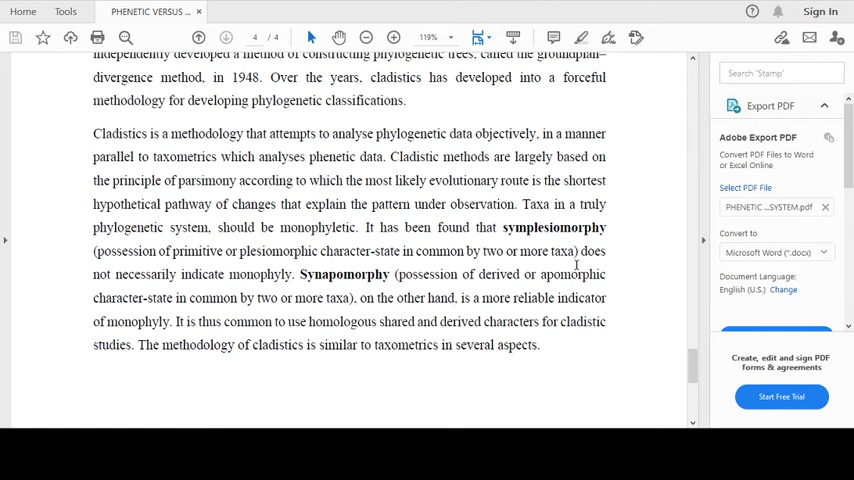 Home
Tools
PHENETIC VERSUS ...
×
Sign In
4 / 4
119%
Search 'Stamp'
independently developed a method of constructing phylogenetic trees, called the groundplan–
divergence method, in 1948. Over the years, cladistics has developed into a forceful
methodology for developing phylogenetic classifications.
Cladistics is a methodology that attempts to analyse phylogenetic data objectively, in a manner
parallel to taxometrics which analyses phenetic data. Cladistic methods are largely based on
the principle of parsimony according to which the most likely evolutionary route is the shortest
hypothetical pathway of changes that explain the pattern under observation. Taxa in a truly
phylogenetic system, should be monophyletic. It has been found that symplesiomorphy
(possession of primitive or plesiomorphic character-state in common by two or more taxa) does
not necessarily indicate monophyly. Synapomorphy (possession of derived or apomorphic
character-state in common by two or more taxa), on the other hand, is a more reliable indicator
of monophyly. It is thus common to use homologous shared and derived characters for cladistic
studies. The methodology of cladistics is similar to taxometrics in several aspects.
Export PDF
Adobe Export PDF
Convert PDF Files to Word
or Excel Online
Select PDF File
PHENETIC ...SYSTEM.pdf
×
Convert to
Microsoft Word (*.docx)
Document Language:
English (U.S.) Change
Create, edit and sign PDF
forms & agreements
Start Free Trial